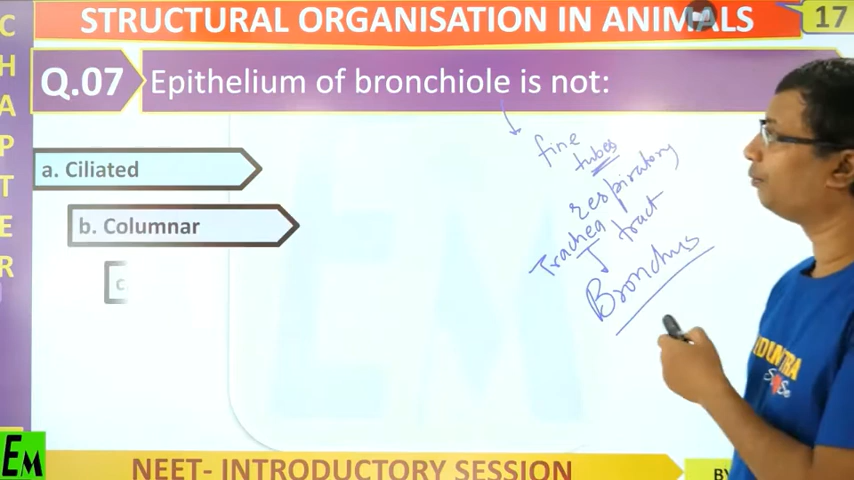 STRUCTURAL ORGANISATION IN ANIMALS
17
CHAPTER
Q.07
Epithelium of bronchiole is not:
a. Ciliated
b. Columnar
c
fine
tubes
respiratory
tract
Trachea
Bronchus
EM
NEET- INTRODUCTORY SESSION
BY